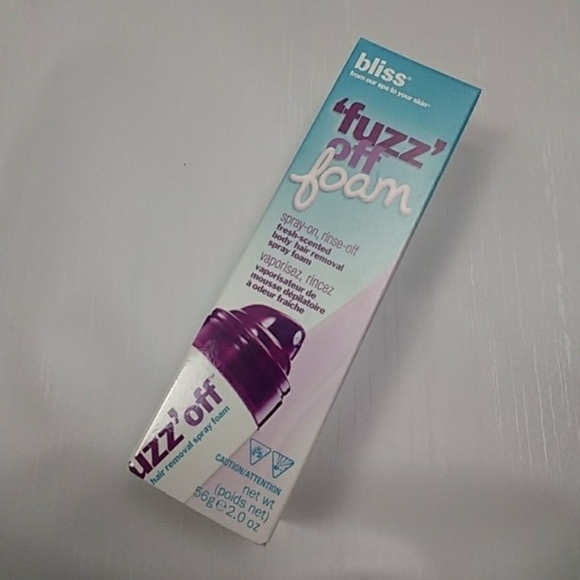 bliss®
from our spa to your skin™
'fuzz'
off
foam
spray-on, rinse-off
fresh-scented
body hair removal
spray foam
vaporisez, rincez
vaporisateur de
mousse dépilatoire
à odeur fraîche
uzz' off™
hair removal spray foam
CAUTION/ATTENTION
net wt
(poids net)
56g℮2.0 oz